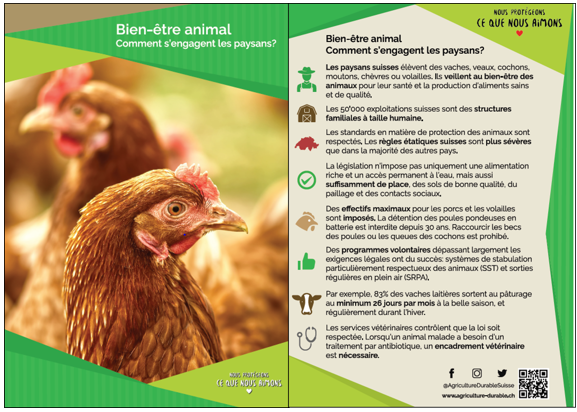 Bien-être animal
Comment s'engagent les paysans?
NOUS PROTÉGEONS
CE QUE NOUS AIMONS
NOUS PROTÉGEONS
CE QUE NOUS AIMONS
Bien-être animal
Comment s'engagent les paysans?
Les paysans suisses élèvent des vaches, veaux, cochons,
moutons, chèvres ou volailles. Ils veillent au bien-être des
animaux pour leur santé et la production d'aliments sains
et de qualité.
Les 50'000 exploitations suisses sont des structures
familiales à taille humaine.
Les standards en matière de protection des animaux sont
respectés. Les règles étatiques suisses sont plus sévères
que dans la majorité des autres pays.
La législation n'impose pas uniquement une alimentation
riche et un accès permanent à l'eau, mais aussi
suffisamment de place, des sols de bonne qualité, du
paillage et des contacts sociaux.
Des effectifs maximaux pour les porcs et les volailles
sont imposés. La détention des poules pondeuses en
batterie est interdite depuis 30 ans. Raccourcir les becs
des poules ou les queues des cochons est prohibé.
Des programmes volontaires dépassant largement les
exigences légales ont du succès: systèmes de stabulation
particulièrement respectueux des animaux (SST) et sorties
régulières en plein air (SRPA).
Par exemple, 83% des vaches laitières sortent au pâturage
au minimum 26 jours par mois à la belle saison, et
régulièrement durant l'hiver.
Les services vétérinaires contrôlent que la loi soit
respectée. Lorsqu'un animal malade a besoin d'un
traitement par antibiotique, un encadrement vétérinaire
est nécessaire.
@AgricultureDurableSuisse
www.agriculture-durable.ch